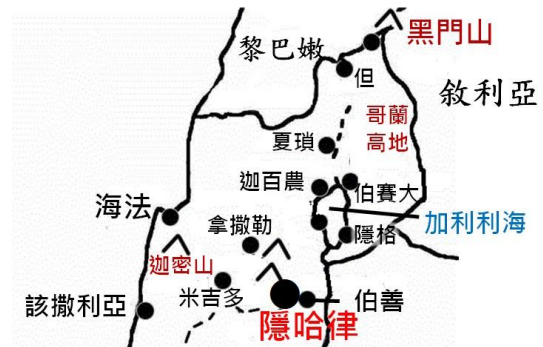 黑門山
黎巴嫩
但
敘利亞
哥蘭
高地
夏瑣
迦百農
伯賽大
海法
加利利海
拿撒勒
隱格
迦密山
米吉多
該撒利亞
伯善
隱哈律